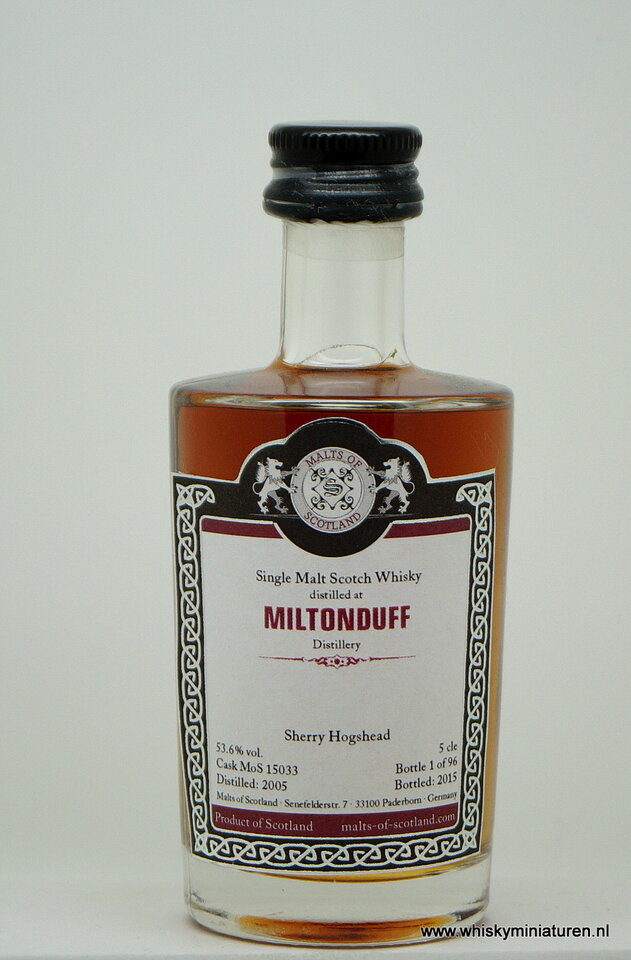 MALTS OF
S
SCOTLAND
Single Malt Scotch Whisky
distilled at
MILTONDUFF
Distillery
Sherry Hogshead
53.6% vol. 5 cle
Cask MoS 15033 Bottle 1 of 96
Distilled: 2005 Bottled: 2015
Malts of Scotland · Senefelderstr. 7 · 33100 Paderborn · Germany
Product of Scotland malts-of-scotland.com
www.whiskyminiaturen.nl